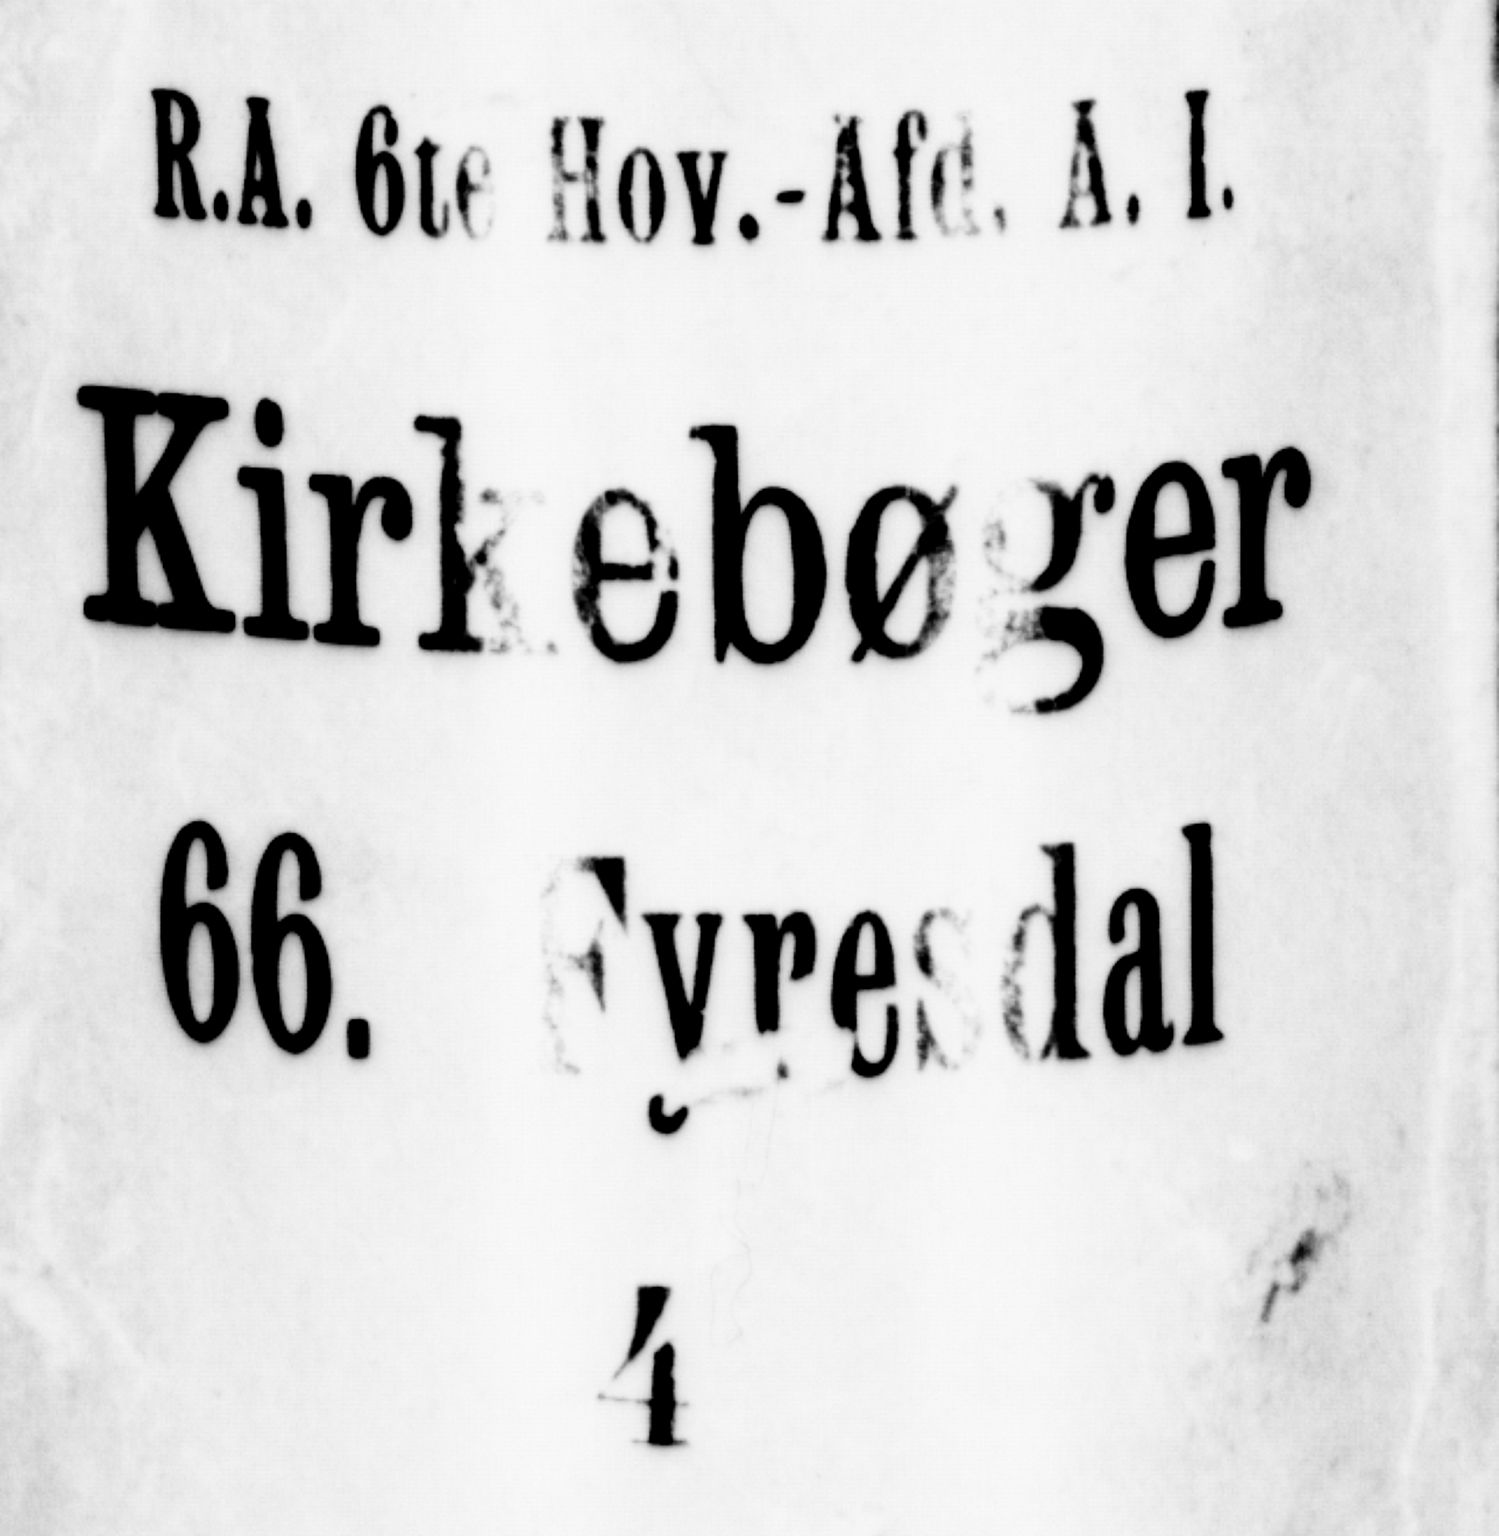 R.A. 6te Hov.-Afd. A. I.
Kirkebøger
66. Fyresdal
4